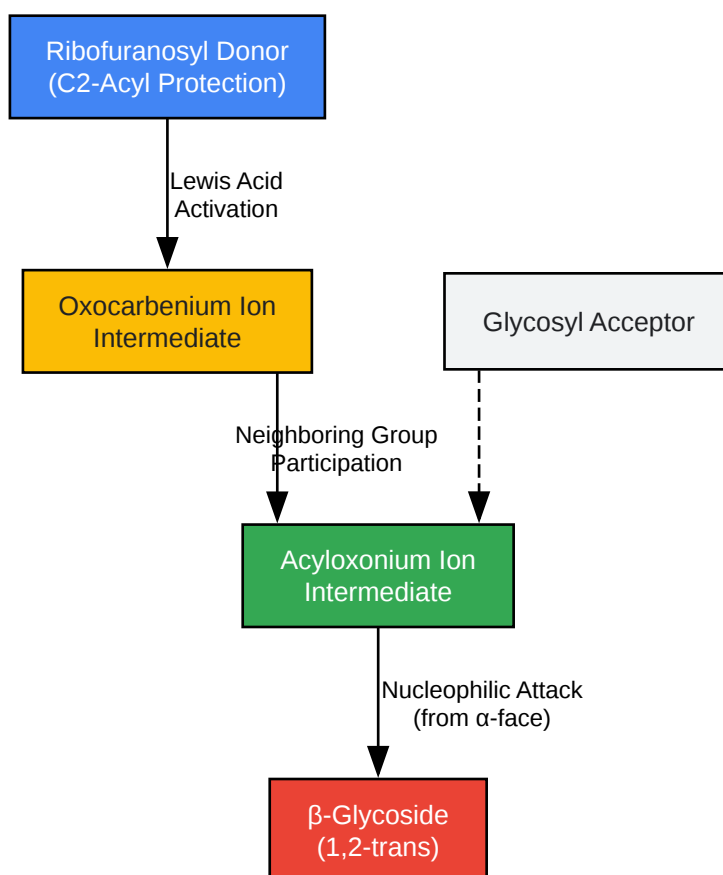 Ribofuranosyl Donor
(C2-Acyl Protection)
Lewis Acid
Activation
Oxocarbenium Ion
Intermediate
Glycosyl Acceptor
Neighboring Group
Participation
Acyloxonium Ion
Intermediate
Nucleophilic Attack
(from α-face)
β-Glycoside
(1,2-trans)